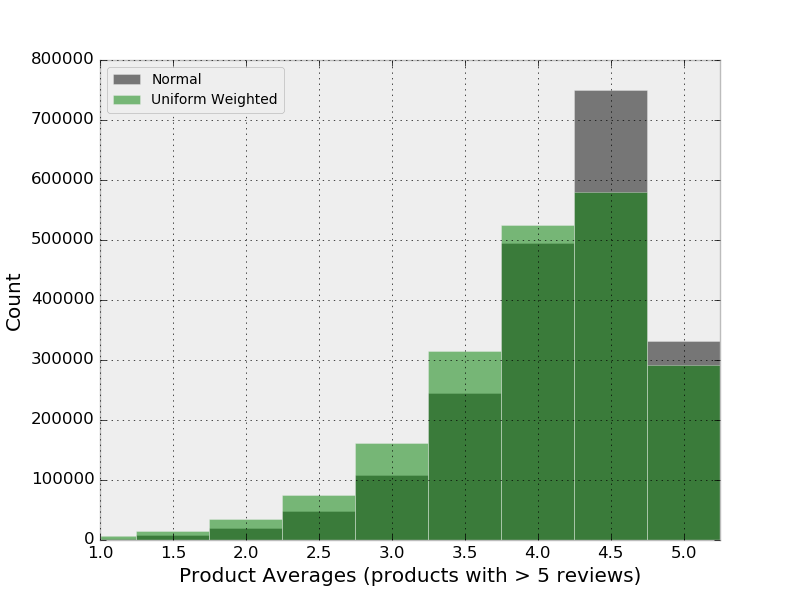 800000
700000
600000
500000
400000
300000
200000
100000
0
Normal
Uniform Weighted
Count
1.0 1.5 2.0 2.5 3.0 3.5 4.0 4.5 5.0
Product Averages (products with > 5 reviews)